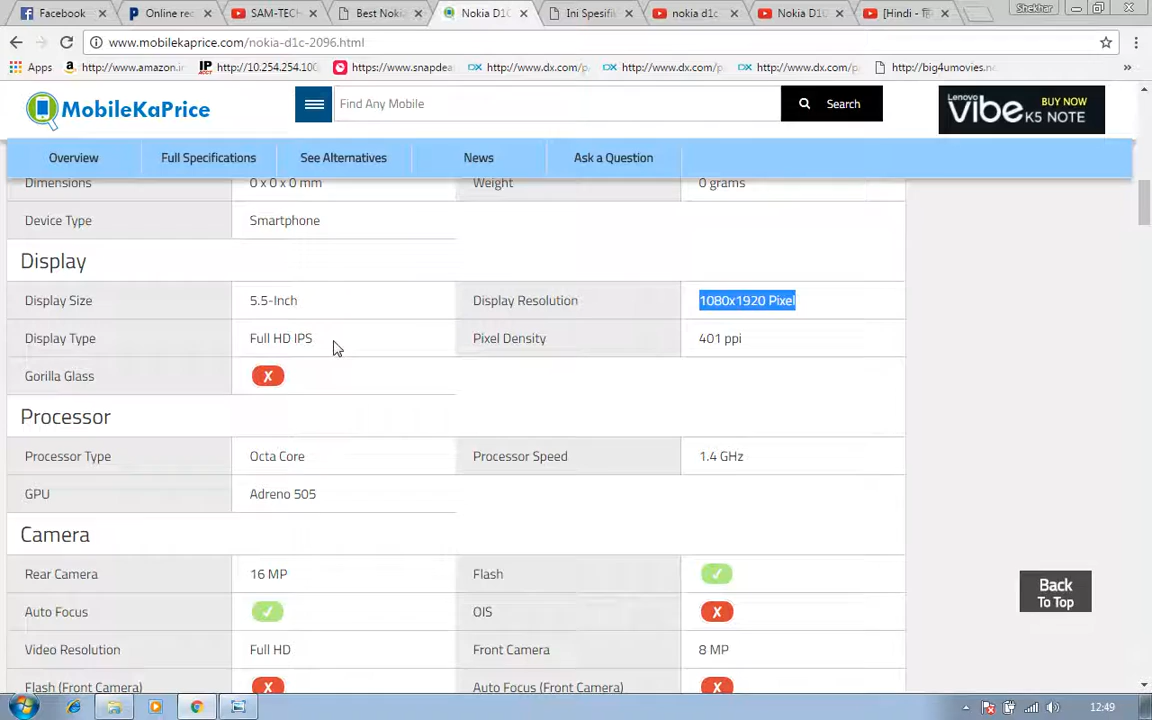 Facebook
Online rec
SAM-TECH
Best Nokia
Nokia D1C
Ini Spesifi
nokia d1c
Nokia D1C
[Hindi -
Shekhar
www.mobilekaprice.com/nokia-d1c-2096.html
Apps
http://www.amazon.in
http://10.254.254.100
https://www.snapdea
http://www.dx.com/p
http://www.dx.com/p
http://www.dx.com/p
http://big4umovies.ne
»
MobileKaPrice
Find Any Mobile
Search
Lenovo
vibe BUY NOW
K5 NOTE
Overview
Full Specifications
See Alternatives
News
Ask a Question
Dimensions 0 x 0 x 0 mm Weight 0 grams
Device Type Smartphone
Display
Display Size 5.5-Inch Display Resolution 1080x1920 Pixel
Display Type Full HD IPS Pixel Density 401 ppi
Gorilla Glass X
Processor
Processor Type Octa Core Processor Speed 1.4 GHz
GPU Adreno 505
Camera
Rear Camera 16 MP Flash ✓
Auto Focus ✓ OIS X
Video Resolution Full HD Front Camera 8 MP
Flash (Front Camera) X Auto Focus (Front Camera) X
Back
To Top
12:49